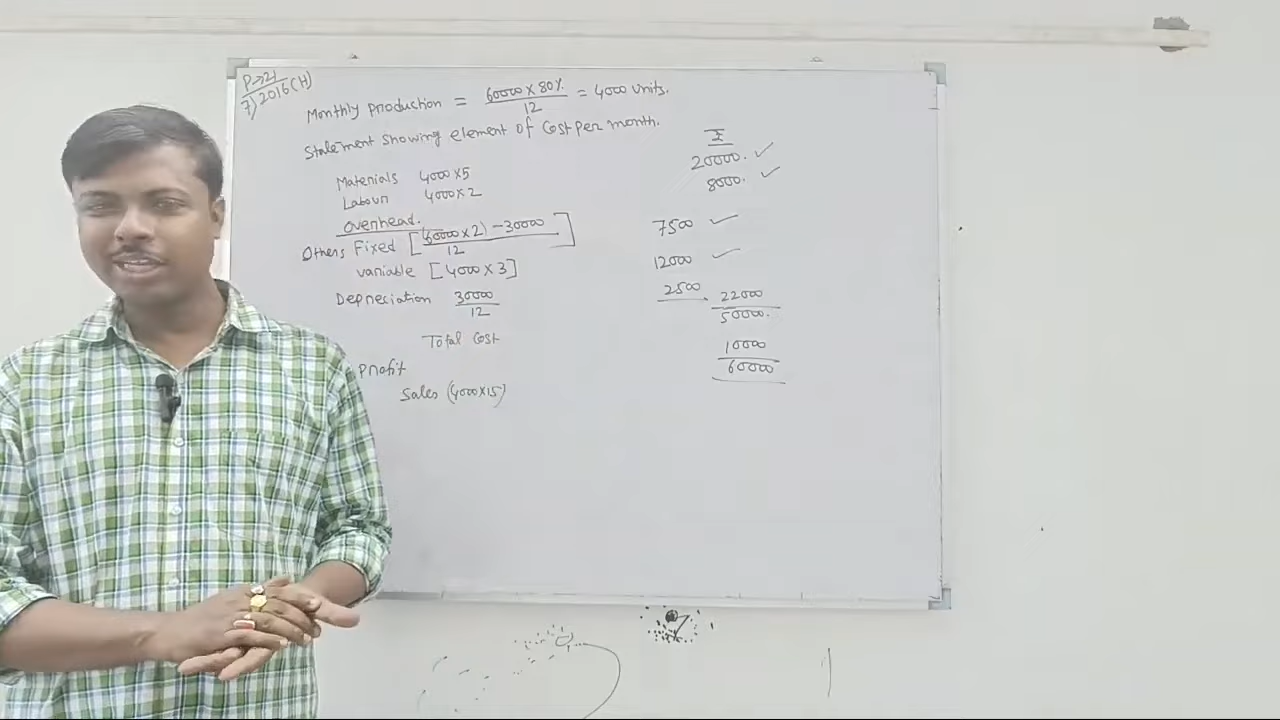 P→21
7) 2016 (H)
Monthly production = 60000 x 80% / 12 = 4000 units.
Statement showing element of Cost Per month.
₹
Materials 4000 x 5 20000. ✓
Labour 4000 x 2 8000. ✓
overhead.
Others Fixed [(60000 x 2) - 30000 / 12] 7500 ✓
variable [4000 x 3] 12000 ✓
Depreciation 30000 / 12 2500. 22000
Total Cost 50000.
profit 10000
Sales (4000 x 15) 60000